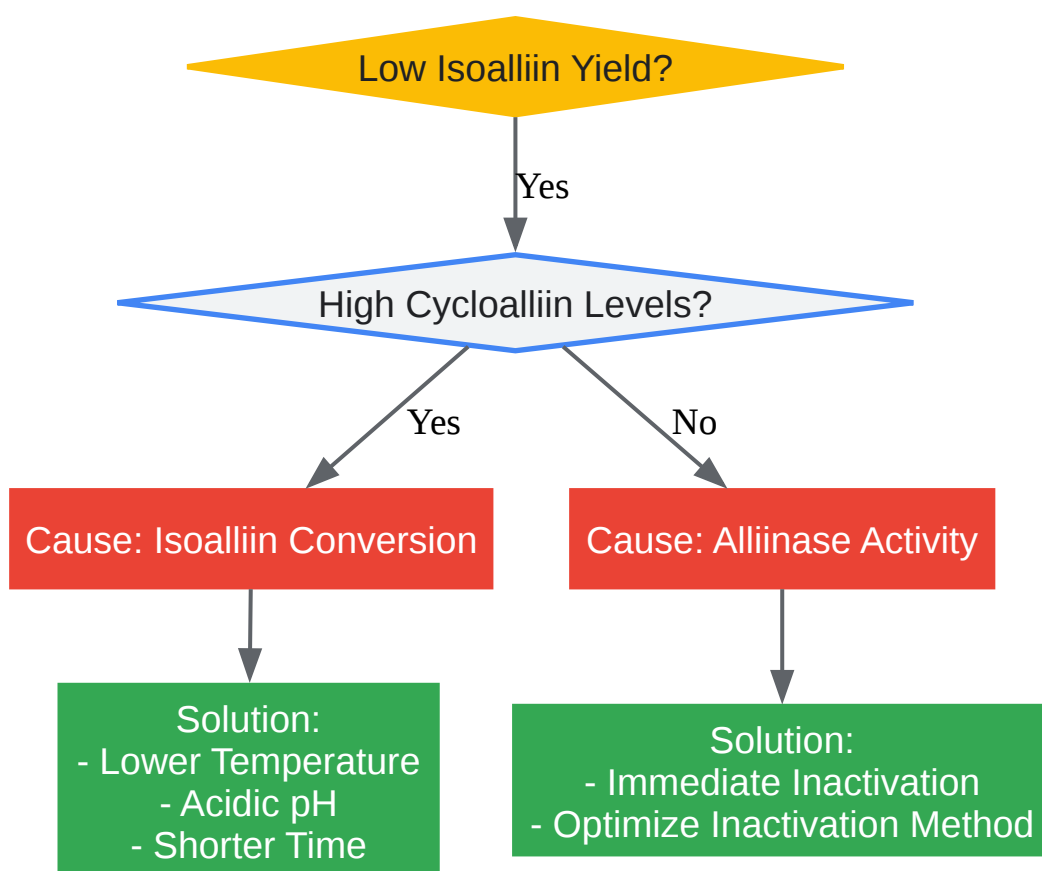 Low Isoalliin Yield?
Yes
High Cycloalliin Levels?
Yes
No
Cause: Isoalliin Conversion
Cause: Alliinase Activity
Solution:
- Lower Temperature
- Acidic pH
- Shorter Time
Solution:
- Immediate Inactivation
- Optimize Inactivation Method